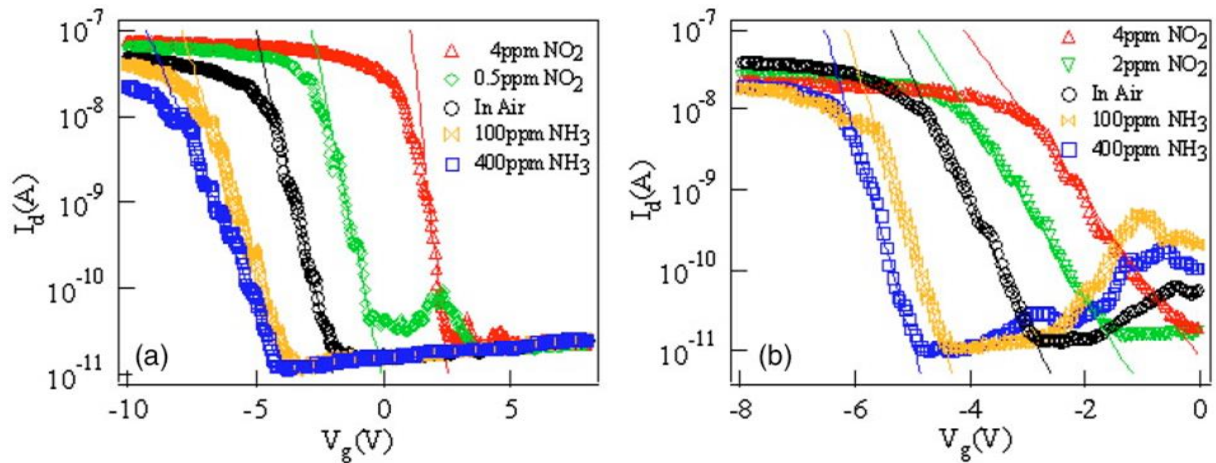 10⁻⁷
10⁻⁸
10⁻⁹
10⁻¹⁰
10⁻¹¹
I_d(A)
4ppm NO₂
0.5ppm NO₂
In Air
100ppm NH₃
400ppm NH₃
(a)
-10
-5
0
5
V_g(V)
10⁻⁷
10⁻⁸
10⁻⁹
10⁻¹⁰
10⁻¹¹
I_d(A)
4ppm NO₂
2ppm NO₂
In Air
100ppm NH₃
400ppm NH₃
(b)
-8
-6
-4
-2
0
V_g(V)